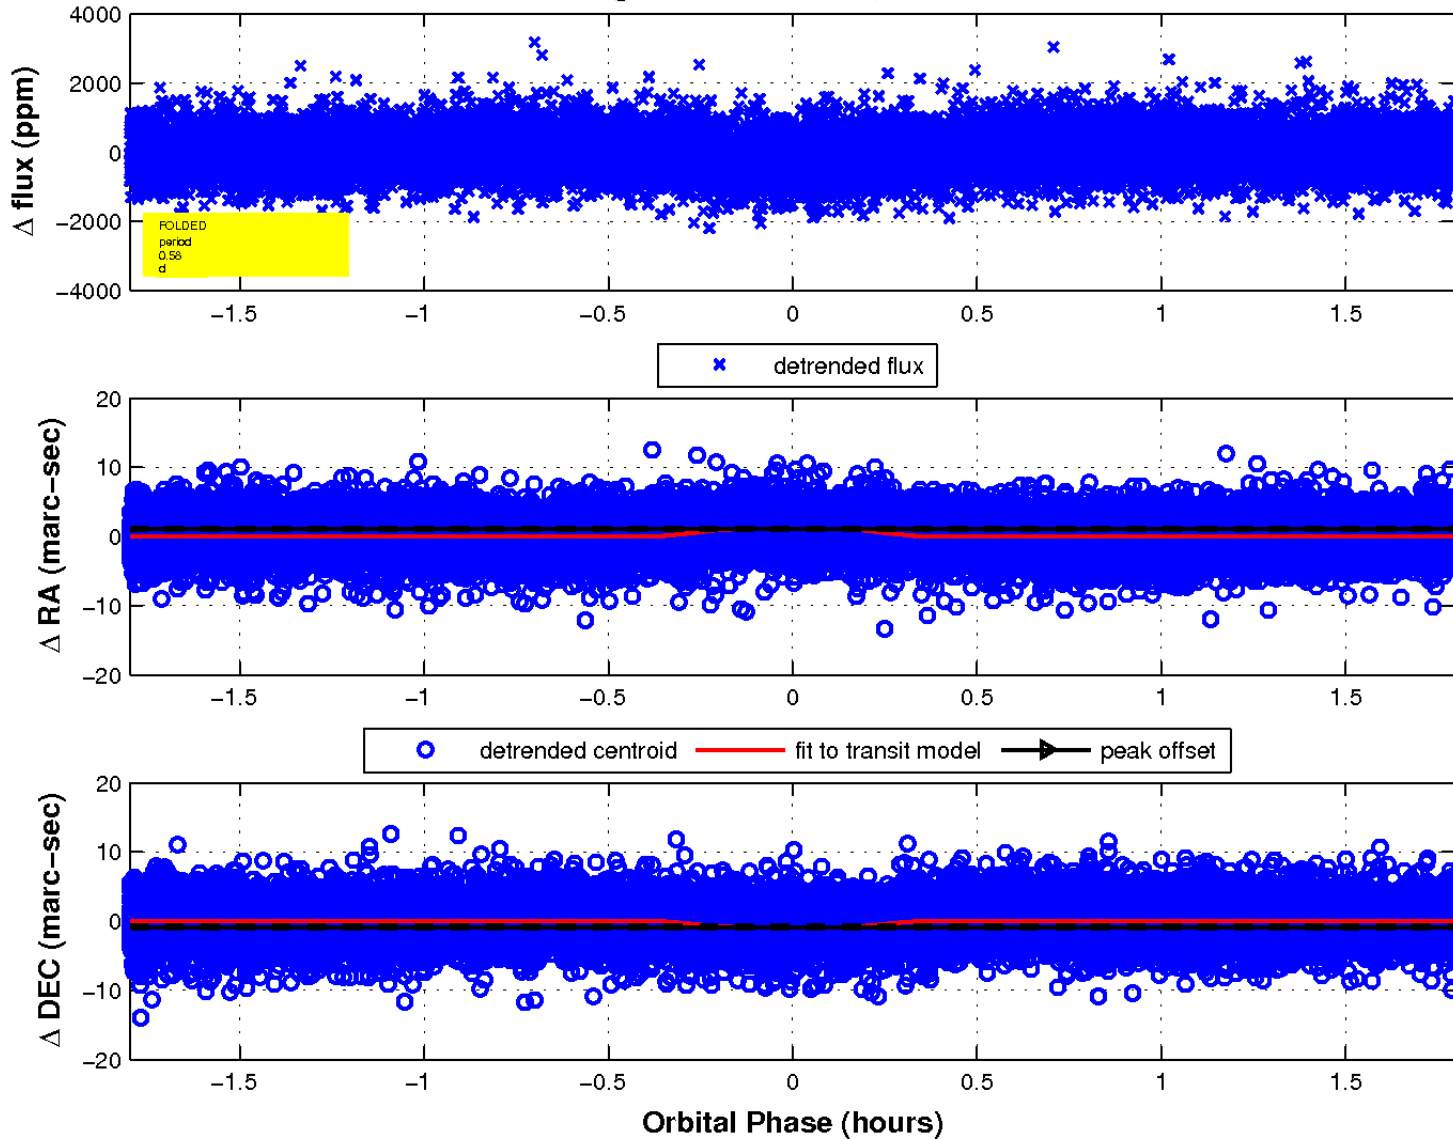 4000
2000
0
−2000
−4000
Δ flux (ppm)
FOLDED
period
0.58
d
−1.5 −1 −0.5 0 0.5 1 1.5
detrended flux
20
10
0
−10
−20
Δ RA (marc−sec)
−1.5 −1 −0.5 0 0.5 1 1.5
detrended centroid fit to transit model peak offset
20
10
0
−10
−20
Δ DEC (marc−sec)
−1.5 −1 −0.5 0 0.5 1 1.5
Orbital Phase (hours)